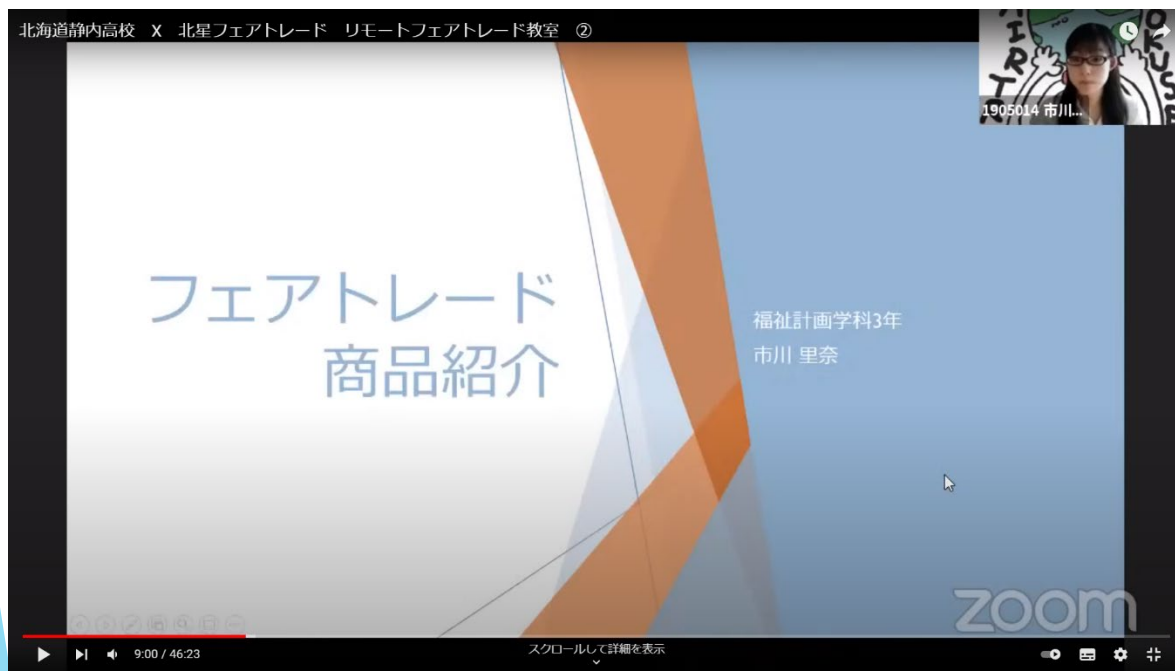 北海道静内高校　X　北星フェアトレード　リモートフェアトレード教室　②
1905014 市川...
フェアトレード
商品紹介
福祉計画学科3年
市川 里奈
zoom
9:00 / 46:23
スクロールして詳細を表示